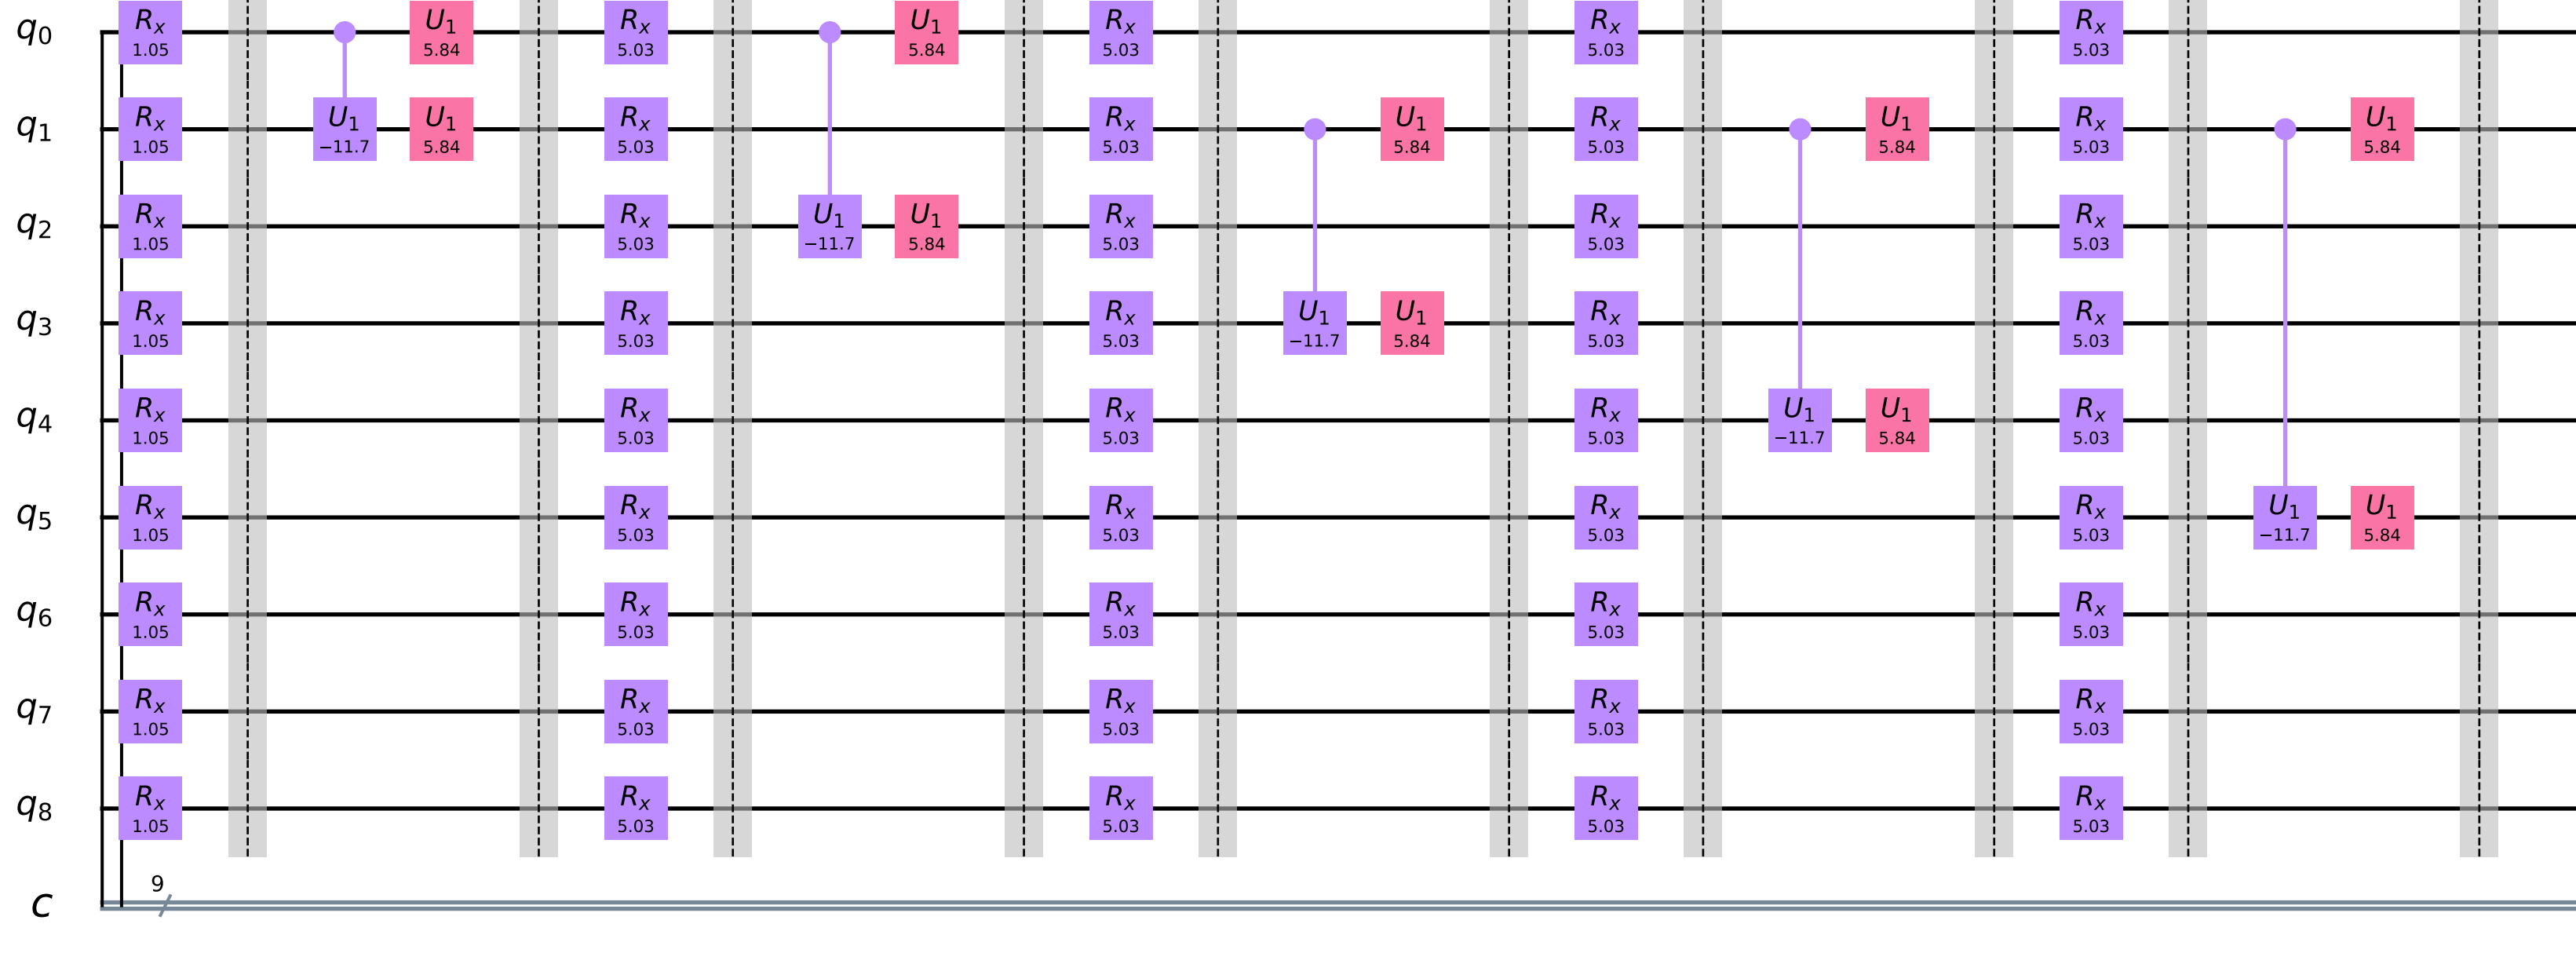 q0 Rx U1 Rx U1 Rx Rx Rx
1.05 5.84 5.03 5.84 5.03 5.03 5.03
q1 Rx U1 U1 Rx Rx U1 Rx U1 Rx U1
1.05 −11.7 5.84 5.03 5.03 5.84 5.03 5.84 5.03 5.84
q2 Rx Rx U1 U1 Rx Rx Rx
1.05 5.03 −11.7 5.84 5.03 5.03 5.03
q3 Rx Rx Rx U1 U1 Rx Rx
1.05 5.03 5.03 −11.7 5.84 5.03 5.03
q4 Rx Rx Rx Rx U1 U1 Rx
1.05 5.03 5.03 5.03 −11.7 5.84 5.03
q5 Rx Rx Rx Rx Rx U1 U1
1.05 5.03 5.03 5.03 5.03 −11.7 5.84
q6 Rx Rx Rx Rx Rx
1.05 5.03 5.03 5.03 5.03
q7 Rx Rx Rx Rx Rx
1.05 5.03 5.03 5.03 5.03
q8 Rx Rx Rx Rx Rx
1.05 5.03 5.03 5.03 5.03
9
c